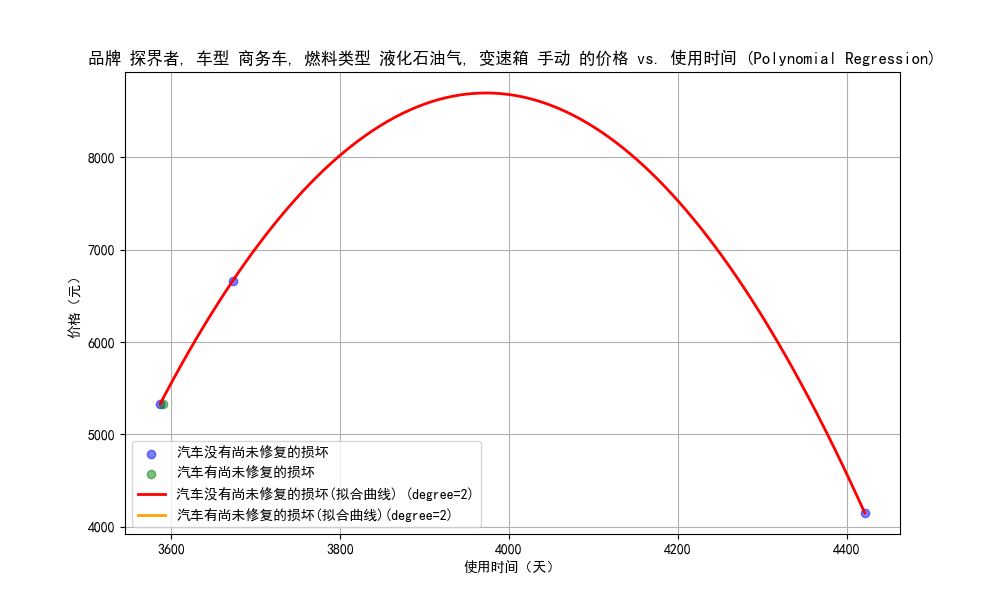 品牌 探界者, 车型 商务车, 燃料类型 液化石油气, 变速箱 手动 的价格 vs. 使用时间 (Polynomial Regression)
价格（元）
8000
7000
6000
5000
4000
汽车没有尚未修复的损坏
汽车有尚未修复的损坏
汽车没有尚未修复的损坏(拟合曲线) (degree=2)
汽车有尚未修复的损坏(拟合曲线)(degree=2)
3600 3800 4000 4200 4400
使用时间（天）